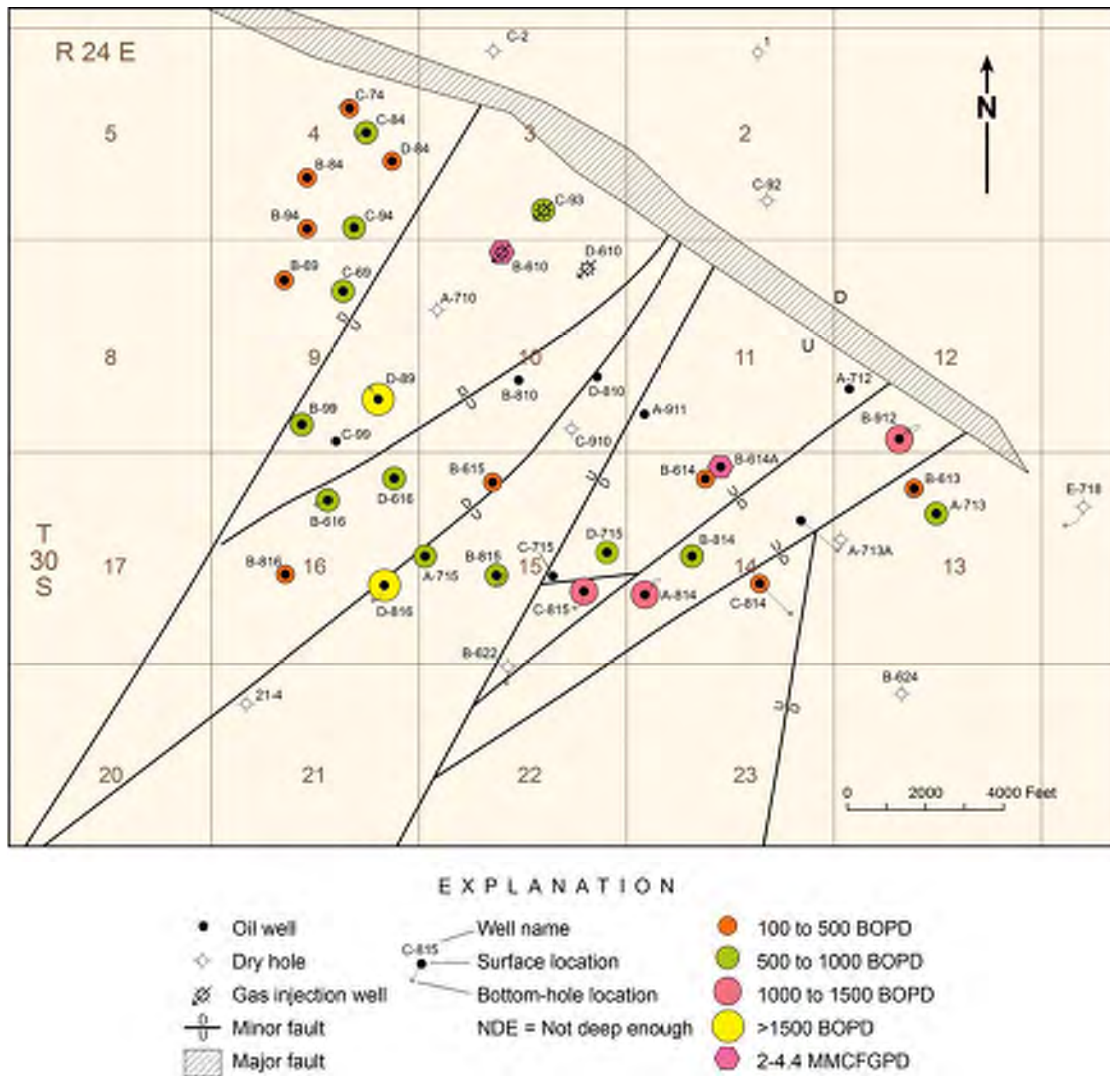 R 24 E
C-2
1
N
C-74
C-84
D-84
B-84
5
4
3
2
C-92
B-94
C-94
C-93
B-69
C-69
B-610
D-610
A-710
D
U
8
9
10
11
12
D-89
B-99
C-99
B-810
D-810
A-911
A-712
B-912
C-910
B-615
B-614
B-614A
B-613
A-713
E-718
D-616
B-616
T
30
S
17
16
15
14
13
B-816
D-816
A-715
B-815
C-715
D-715
B-814
A-713A
C-815
A-814
C-814
B-622
B-624
21-4
20
21
22
23
0 2000 4000 Feet
EXPLANATION
Oil well
Dry hole
Gas injection well
Minor fault
Major fault
C-815
Well name
Surface location
Bottom-hole location
NDE = Not deep enough
100 to 500 BOPD
500 to 1000 BOPD
1000 to 1500 BOPD
>1500 BOPD
2-4.4 MMCFGPD